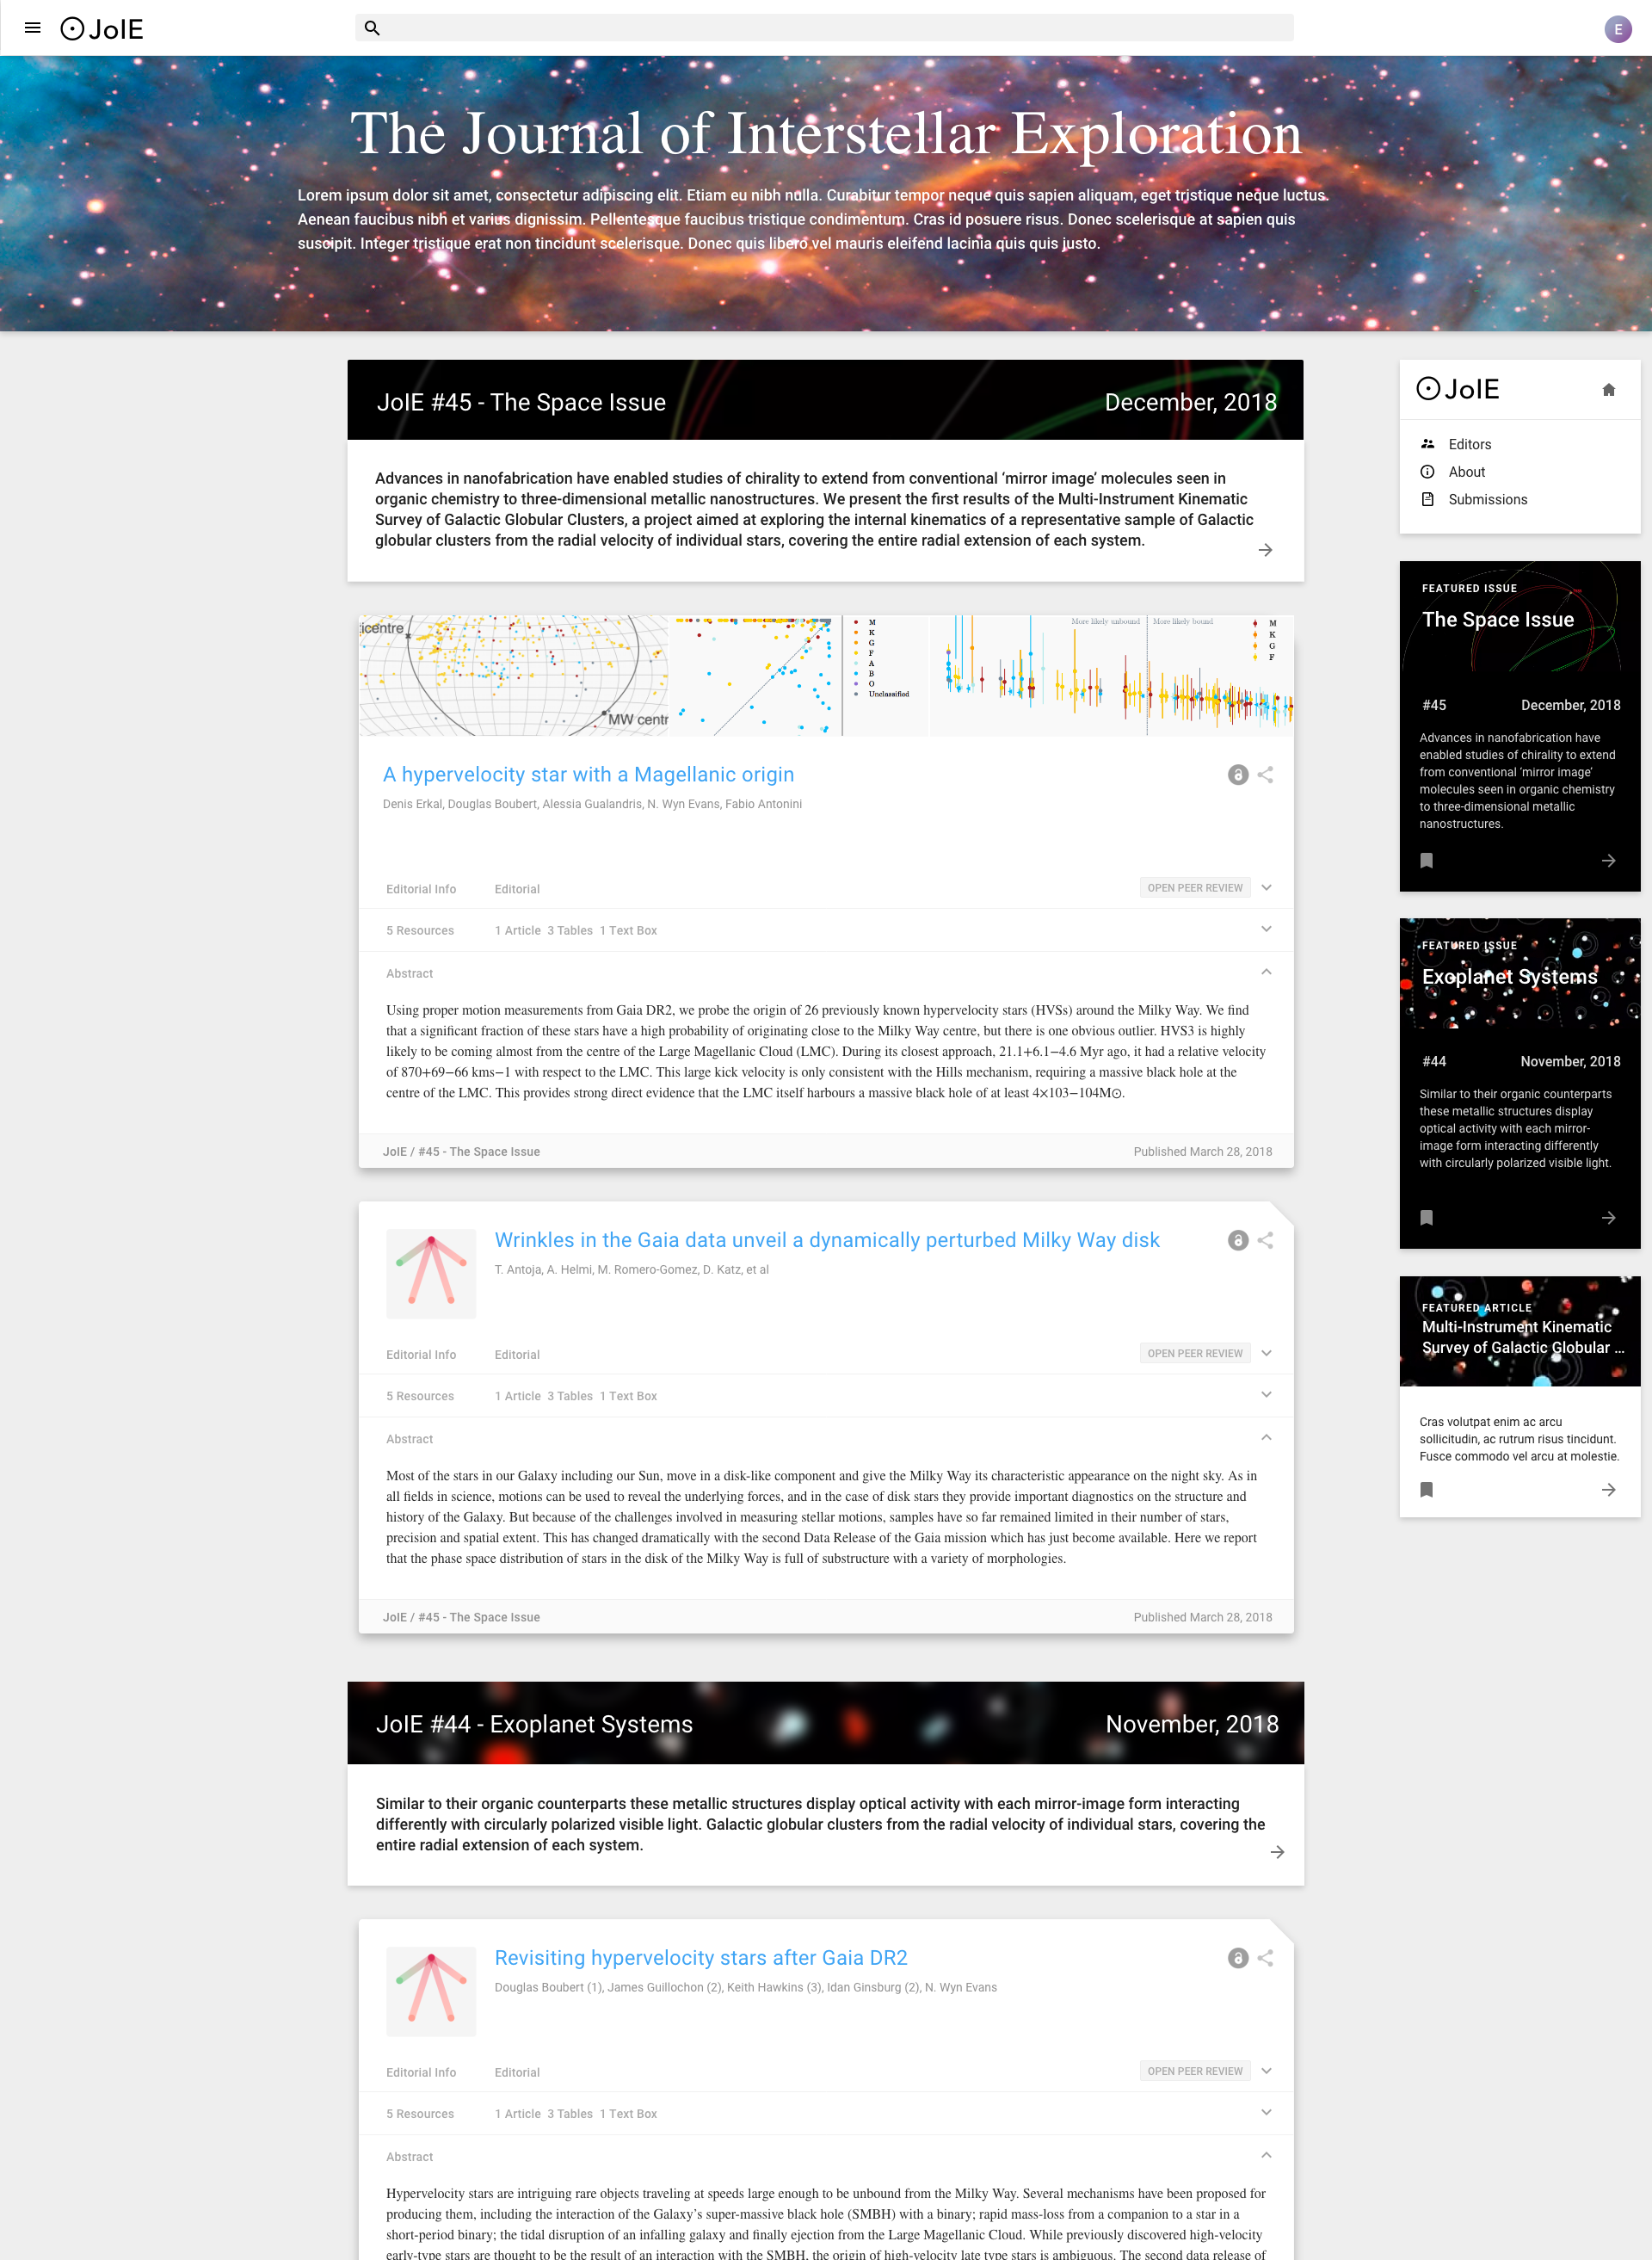 JoIE
E
The Journal of Interstellar Exploration
Lorem ipsum dolor sit amet, consectetur adipiscing elit. Etiam eu nibh nulla. Curabitur tempor neque quis sapien aliquam, eget tristique neque luctus.
Aenean faucibus nibh et varius dignissim. Pellentesque faucibus tristique condimentum. Cras id posuere risus. Donec scelerisque at sapien quis
suscipit. Integer tristique erat non tincidunt scelerisque. Donec quis libero vel mauris eleifend lacinia quis quis justo.
JoIE #45 - The Space Issue
December, 2018
Advances in nanofabrication have enabled studies of chirality to extend from conventional ‘mirror image’ molecules seen in
organic chemistry to three-dimensional metallic nanostructures. We present the first results of the Multi-Instrument Kinematic
Survey of Galactic Globular Clusters, a project aimed at exploring the internal kinematics of a representative sample of Galactic
globular clusters from the radial velocity of individual stars, covering the entire radial extension of each system.
icentre
MW centr
M
K
G
F
A
B
O
Unclassified
More likely unbound
More likely bound
M
K
G
F
A hypervelocity star with a Magellanic origin
Denis Erkal, Douglas Boubert, Alessia Gualandris, N. Wyn Evans, Fabio Antonini
Editorial Info
Editorial
OPEN PEER REVIEW
5 Resources
1 Article 3 Tables 1 Text Box
Abstract
Using proper motion measurements from Gaia DR2, we probe the origin of 26 previously known hypervelocity stars (HVSs) around the Milky Way. We find
that a significant fraction of these stars have a high probability of originating close to the Milky Way centre, but there is one obvious outlier. HVS3 is highly
likely to be coming almost from the centre of the Large Magellanic Cloud (LMC). During its closest approach, 21.1+6.1−4.6 Myr ago, it had a relative velocity
of 870+69−66 kms−1 with respect to the LMC. This large kick velocity is only consistent with the Hills mechanism, requiring a massive black hole at the
centre of the LMC. This provides strong direct evidence that the LMC itself harbours a massive black hole of at least 4×103−104M⊙.
JoIE / #45 - The Space Issue
Published March 28, 2018
Wrinkles in the Gaia data unveil a dynamically perturbed Milky Way disk
T. Antoja, A. Helmi, M. Romero-Gomez, D. Katz, et al
Editorial Info
Editorial
OPEN PEER REVIEW
5 Resources
1 Article 3 Tables 1 Text Box
Abstract
Most of the stars in our Galaxy including our Sun, move in a disk-like component and give the Milky Way its characteristic appearance on the night sky. As in
all fields in science, motions can be used to reveal the underlying forces, and in the case of disk stars they provide important diagnostics on the structure and
history of the Galaxy. But because of the challenges involved in measuring stellar motions, samples have so far remained limited in their number of stars,
precision and spatial extent. This has changed dramatically with the second Data Release of the Gaia mission which has just become available. Here we report
that the phase space distribution of stars in the disk of the Milky Way is full of substructure with a variety of morphologies.
JoIE / #45 - The Space Issue
Published March 28, 2018
JoIE #44 - Exoplanet Systems
November, 2018
Similar to their organic counterparts these metallic structures display optical activity with each mirror-image form interacting
differently with circularly polarized visible light. Galactic globular clusters from the radial velocity of individual stars, covering the
entire radial extension of each system.
Revisiting hypervelocity stars after Gaia DR2
Douglas Boubert (1), James Guillochon (2), Keith Hawkins (3), Idan Ginsburg (2), N. Wyn Evans
Editorial Info
Editorial
OPEN PEER REVIEW
5 Resources
1 Article 3 Tables 1 Text Box
Abstract
Hypervelocity stars are intriguing rare objects traveling at speeds large enough to be unbound from the Milky Way. Several mechanisms have been proposed for
producing them, including the interaction of the Galaxy’s super-massive black hole (SMBH) with a binary; rapid mass-loss from a companion to a star in a
short-period binary; the tidal disruption of an infalling galaxy and finally ejection from the Large Magellanic Cloud. While previously discovered high-velocity
early-type stars are thought to be the result of an interaction with the SMBH, the origin of high-velocity late type stars is ambiguous. The second data release of
JoIE
Editors
About
Submissions
FEATURED ISSUE
The Space Issue
#45
December, 2018
Advances in nanofabrication have
enabled studies of chirality to extend
from conventional ‘mirror image’
molecules seen in organic chemistry
to three-dimensional metallic
nanostructures.
FEATURED ISSUE
Exoplanet Systems
#44
November, 2018
Similar to their organic counterparts
these metallic structures display
optical activity with each mirror-
image form interacting differently
with circularly polarized visible light.
FEATURED ARTICLE
Multi-Instrument Kinematic
Survey of Galactic Globular ...
Cras volutpat enim ac arcu
sollicitudin, ac rutrum risus tincidunt.
Fusce commodo vel arcu at molestie.